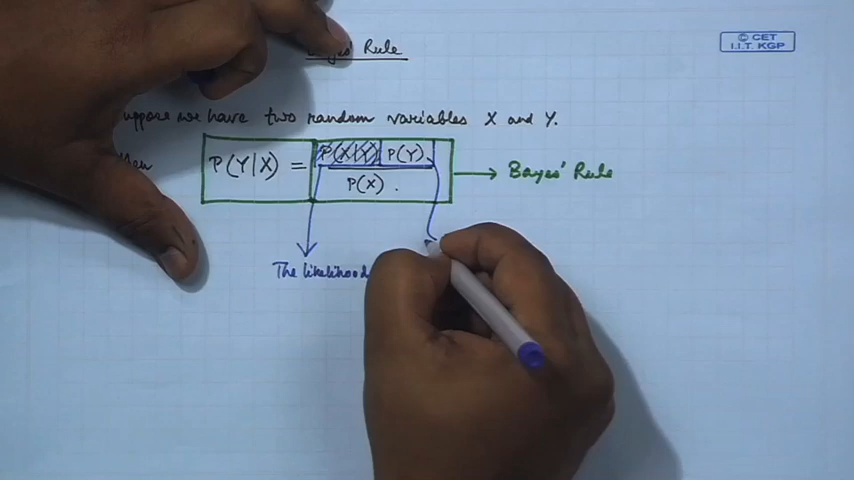 Rule
© CET
I.I.T. KGP
uppose we have two random variables X and Y.
P(Y|X) = P(X|Y) P(Y)
P(X) .
Bayes' Rule
The likelihood